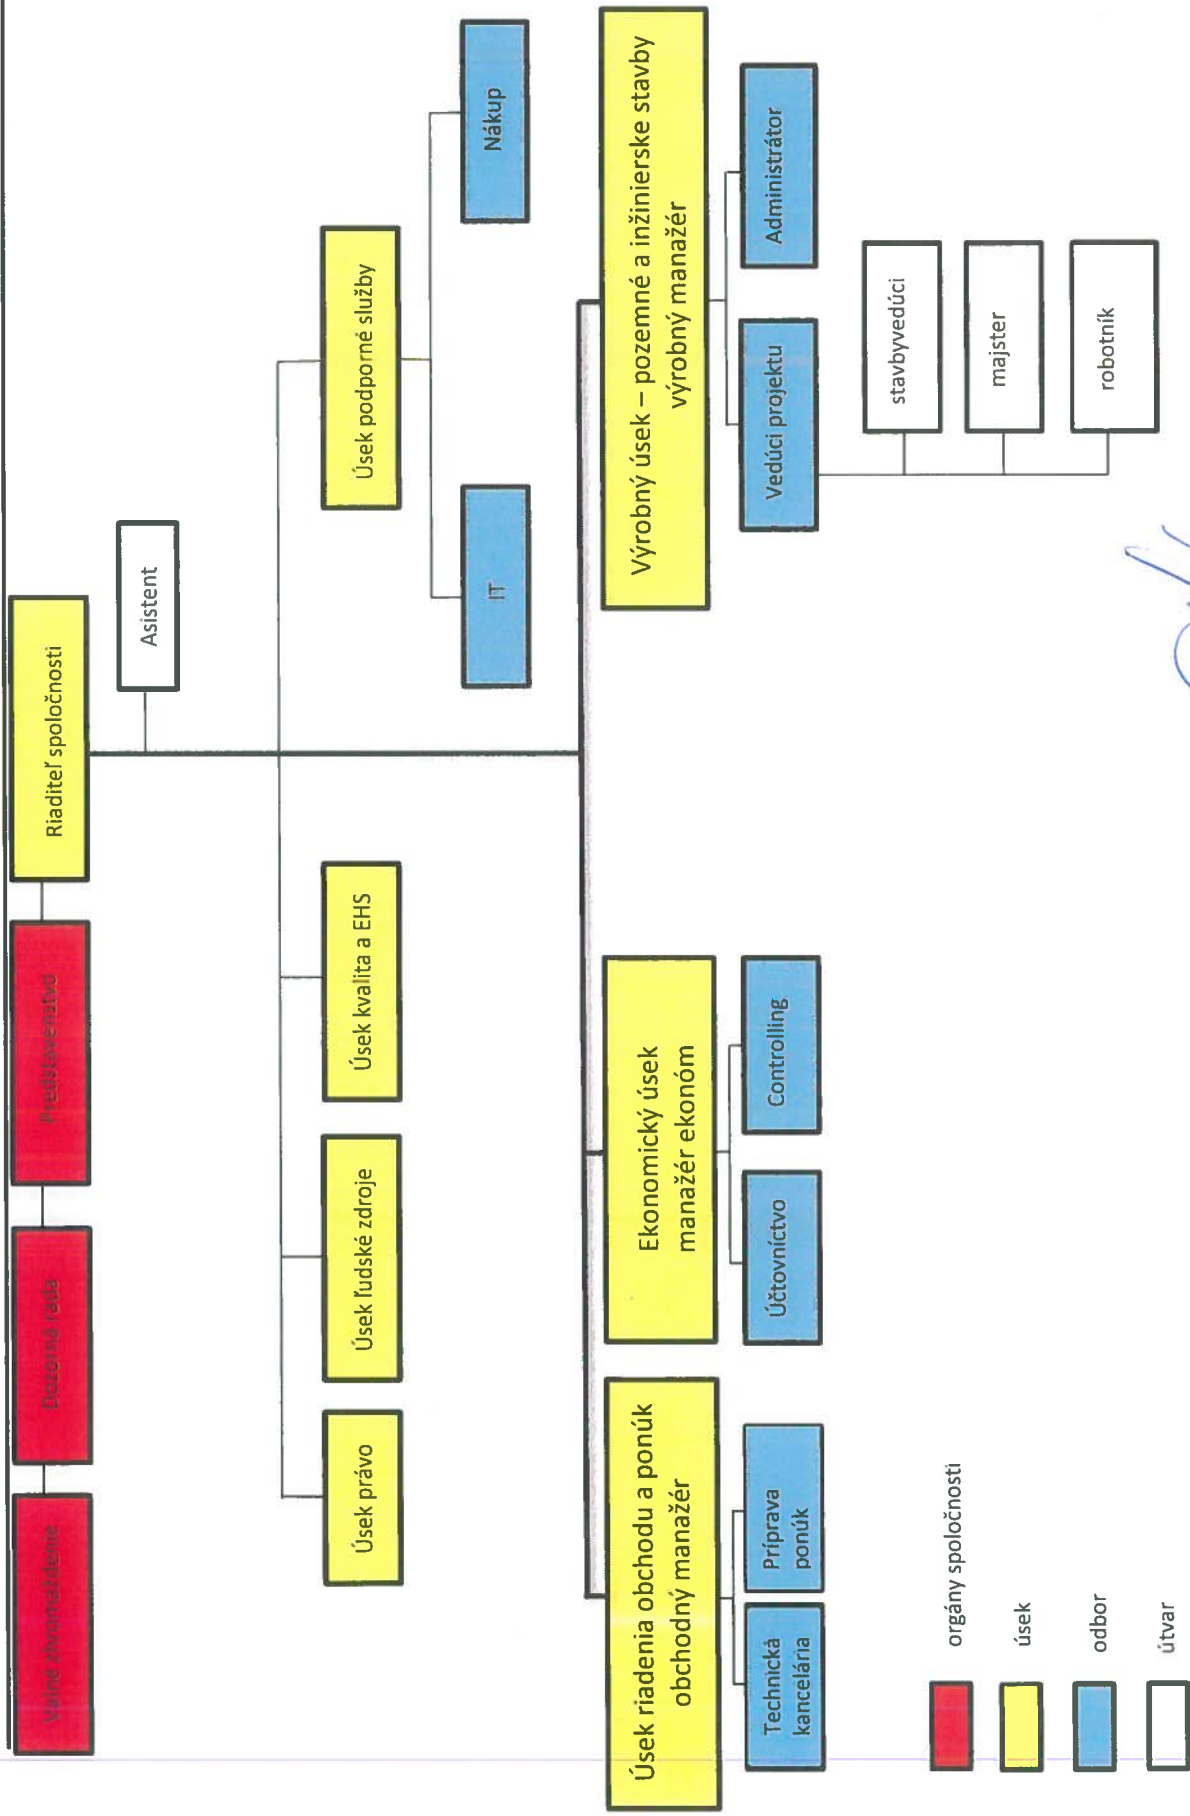 Valné zhromaždenie
Dozorná rada
Predstavenstvo
Riaditeľ spoločnosti
Asistent
Úsek právo
Úsek ľudské zdroje
Úsek kvalita a EHS
Úsek podporné služby
IT
Nákup
Úsek riadenia obchodu a ponúk
obchodný manažér
Ekonomický úsek
manažér ekonóm
Výrobný úsek – pozemné a inžinierske stavby
výrobný manažér
Technická
kancelária
Príprava
ponúk
Účtovníctvo
Controlling
Vedúci projektu
Administrátor
stavbyvedúci
majster
robotník
orgány spoločnosti
úsek
odbor
útvar